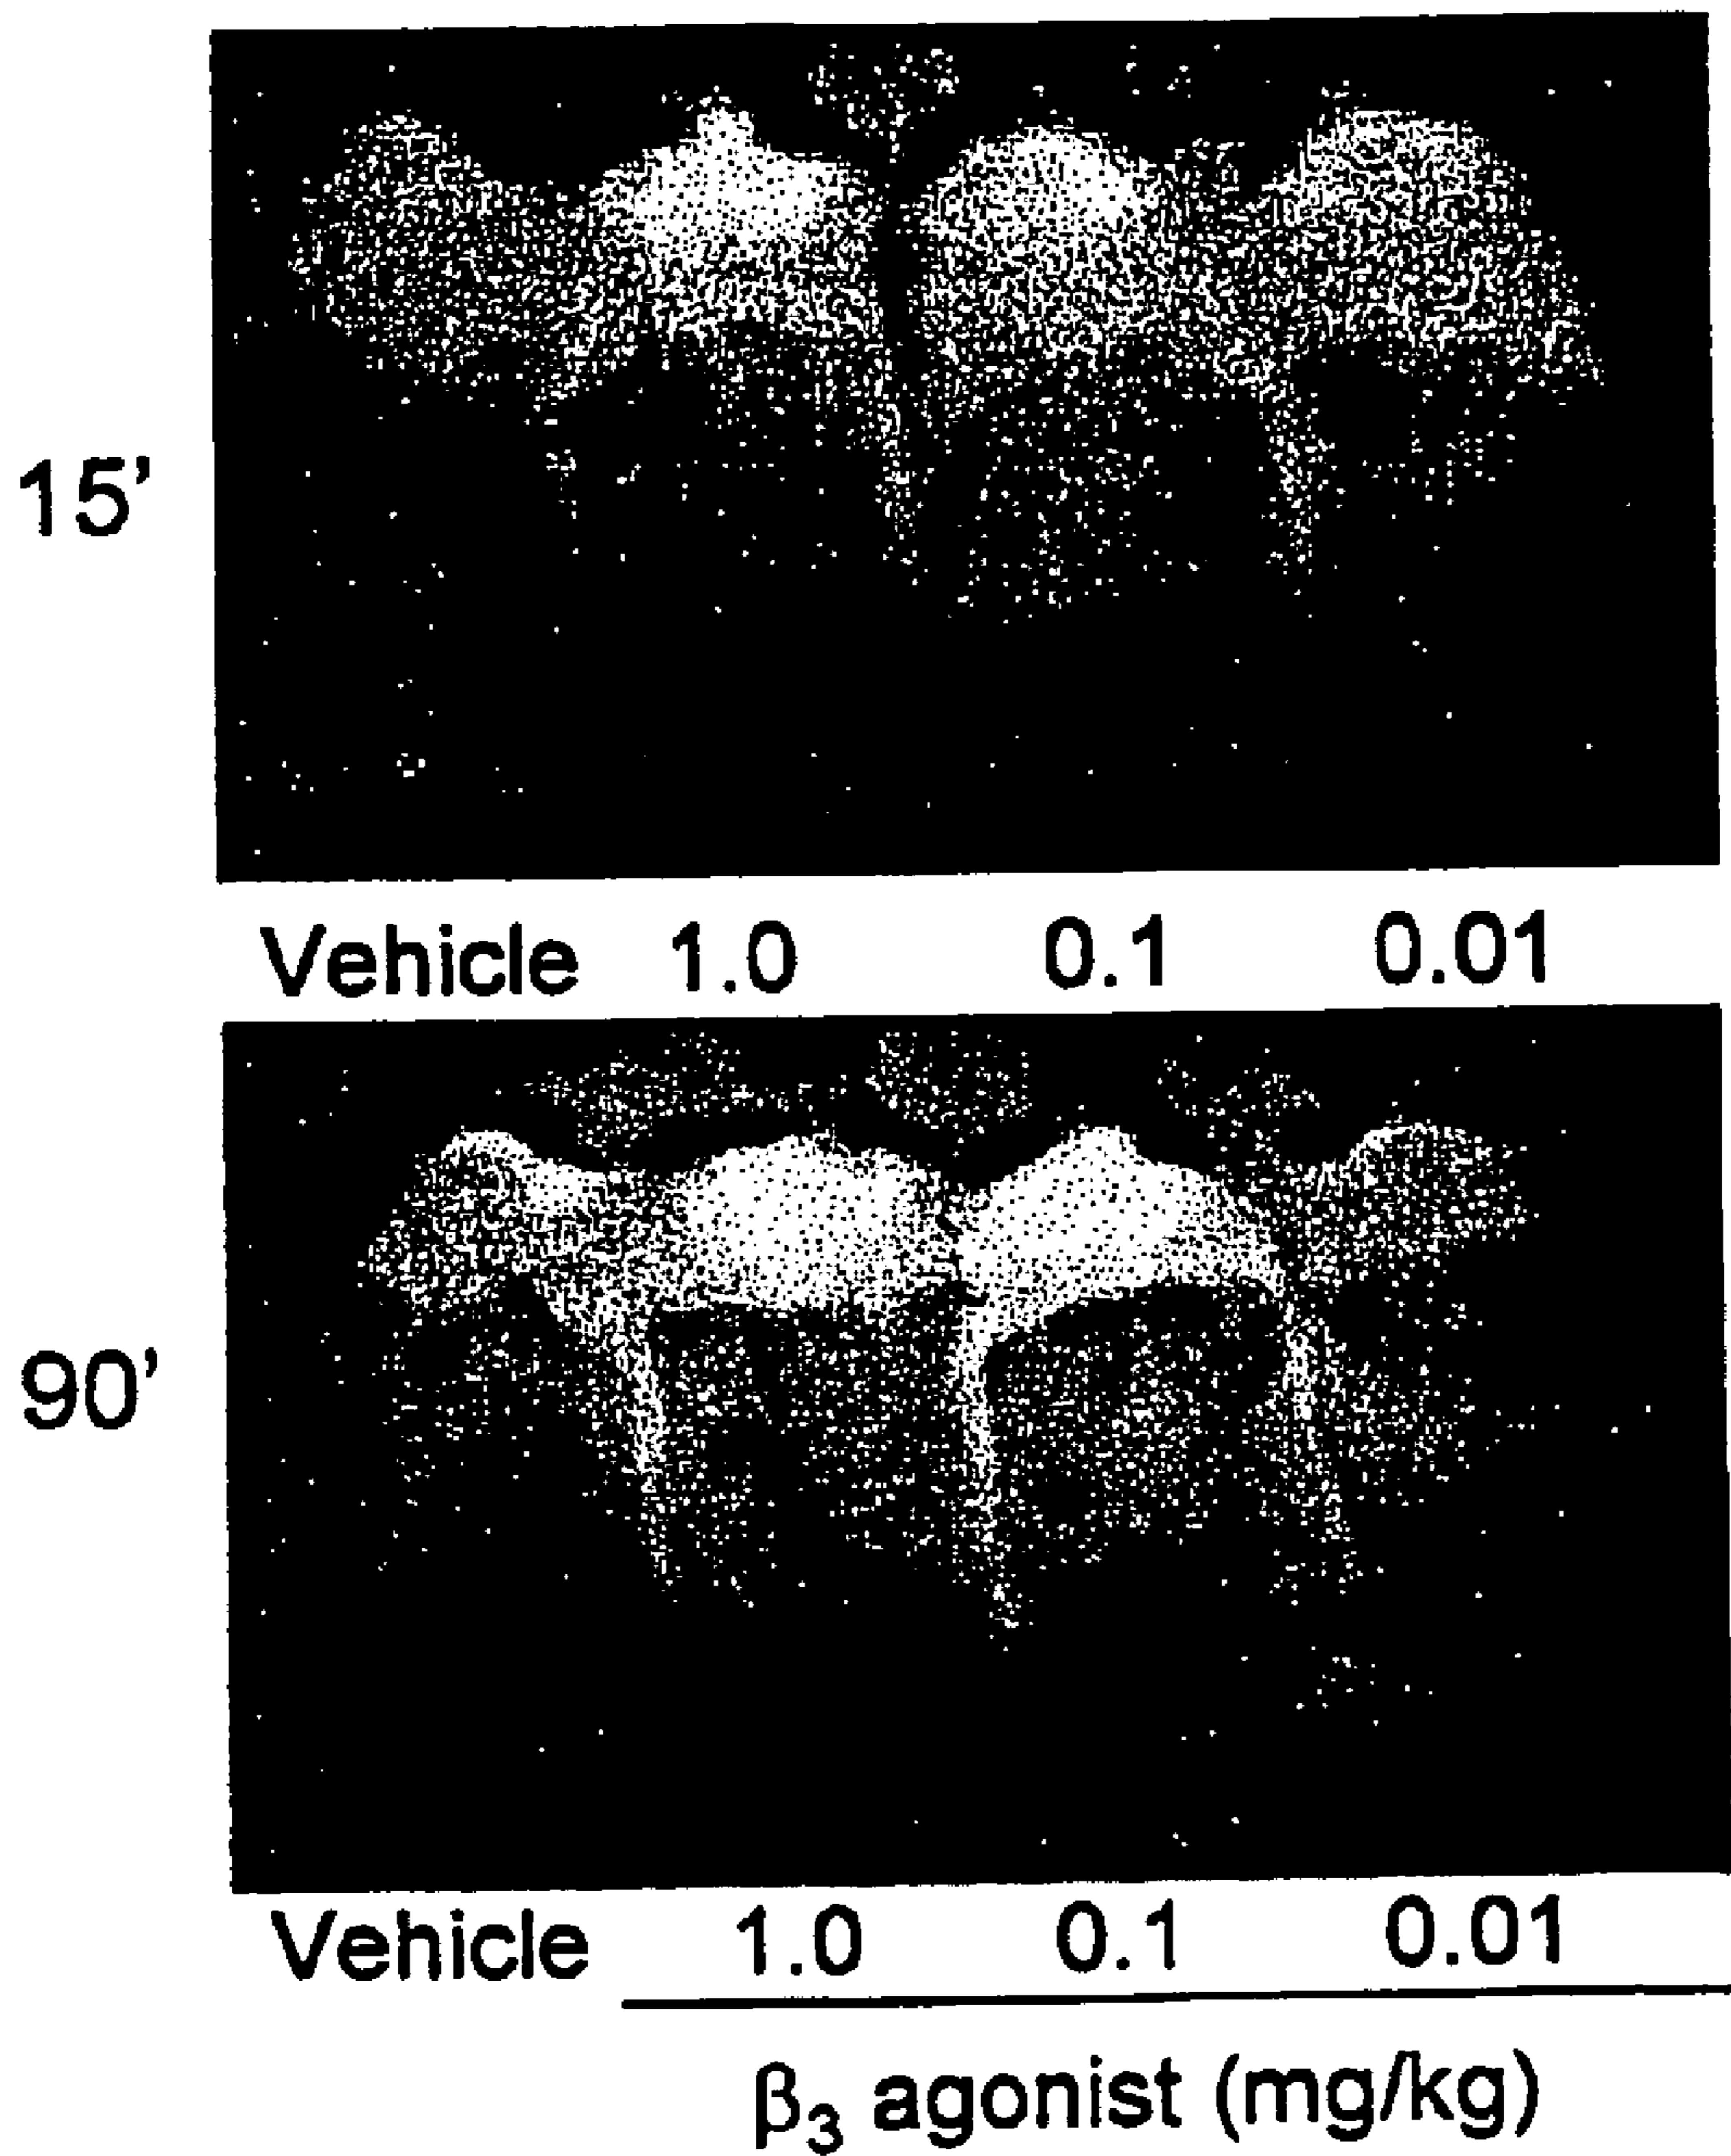 15'
Vehicle 1.0 0.1 0.01
90'
Vehicle 1.0 0.1 0.01
β₃ agonist (mg/kg)